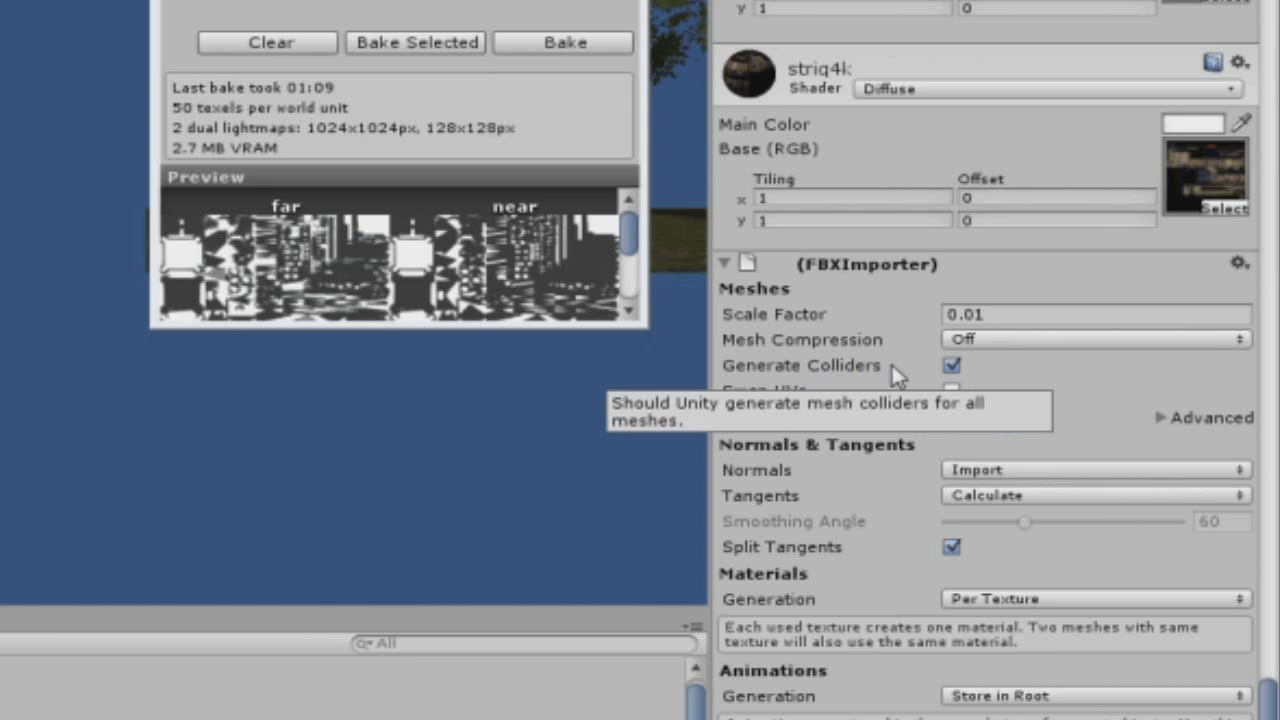 Clear
Bake Selected
Bake
Last bake took 01:09
50 texels per world unit
2 dual lightmaps: 1024x1024px, 128x128px
2.7 MB VRAM
Preview
far
near
y 1 0
striq4k
Shader Diffuse
Main Color
Base (RGB)
Tiling Offset
x 1 0
y 1 0
Select
(FBXImporter)
Meshes
Scale Factor 0.01
Mesh Compression Off
Generate Colliders
Should Unity generate mesh colliders for all
meshes.
Advanced
Normals & Tangents
Normals Import
Tangents Calculate
Smoothing Angle 60
Split Tangents
Materials
Generation Per Texture
Each used texture creates one material. Two meshes with same
texture will also use the same material.
Animations
Generation Store in Root
All